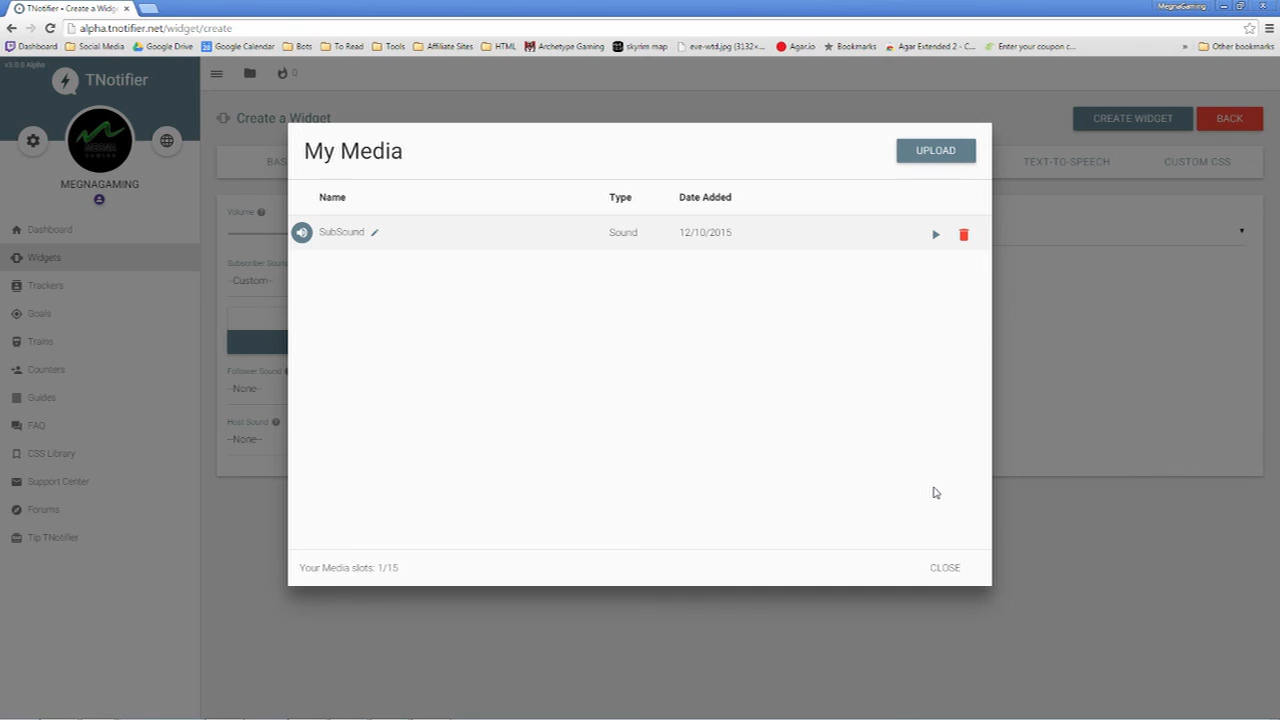 TNotifier • Create a Widg
MegnaGaming
alpha.tnotifier.net/widget/create
Dashboard Social Media Google Drive Google Calendar Bots To Read Tools Affiliate Sites HTML Archetype Gaming skyrim map eve-wtd.jpg (3132×... Agar.io Bookmarks Agar Extended 2 - C... Enter your coupon c... » Other bookmarks
v3.0.0 Alpha
TNotifier
0
MEGNAGAMING
Dashboard
Widgets
Trackers
Goals
Trains
Counters
Guides
FAQ
CSS Library
Support Center
Forums
Tip TNotifier
Create a Widget
CREATE WIDGET BACK
BAS
TEXT-TO-SPEECH CUSTOM CSS
Volume
Subscriber Soun
--Custom--
Follower Sound
--None--
Host Sound
--None--
My Media
UPLOAD
Name Type Date Added
SubSound Sound 12/10/2015
Your Media slots: 1/15
CLOSE